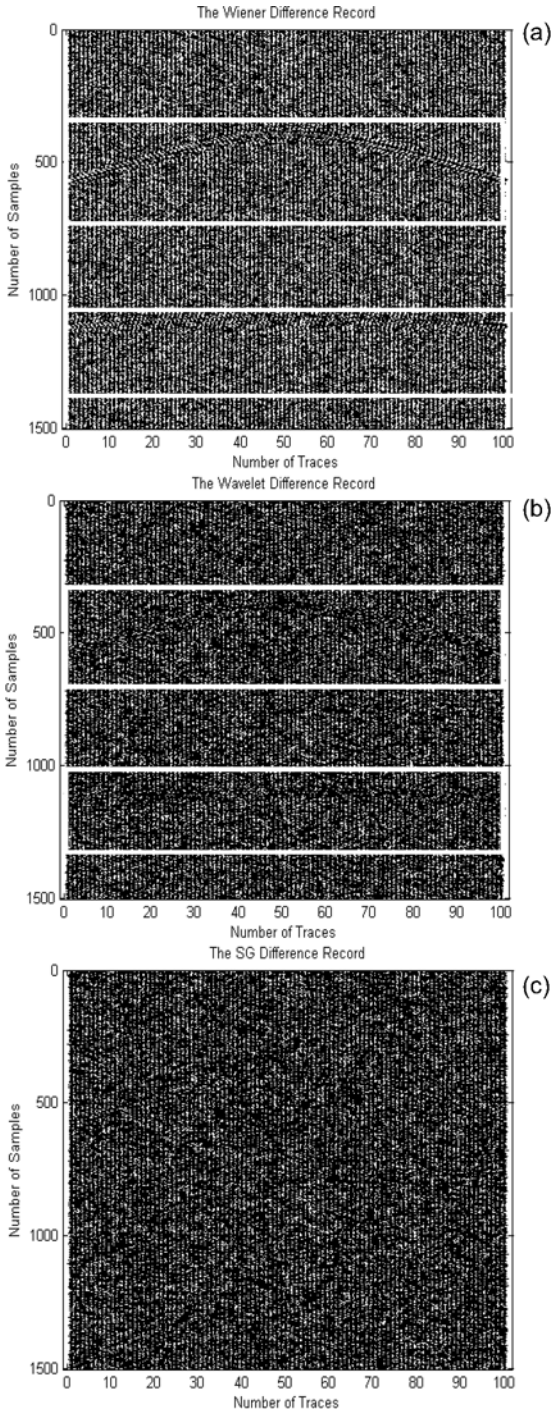 The Wiener Difference Record
(a)
0
500
1000
1500
Number of Samples
0 10 20 30 40 50 60 70 80 90 100
Number of Traces
The Wavelet Difference Record
(b)
0
500
1000
1500
Number of Samples
0 10 20 30 40 50 60 70 80 90 100
Number of Traces
The SG Difference Record
(c)
0
500
1000
1500
Number of Samples
0 10 20 30 40 50 60 70 80 90 100
Number of Traces